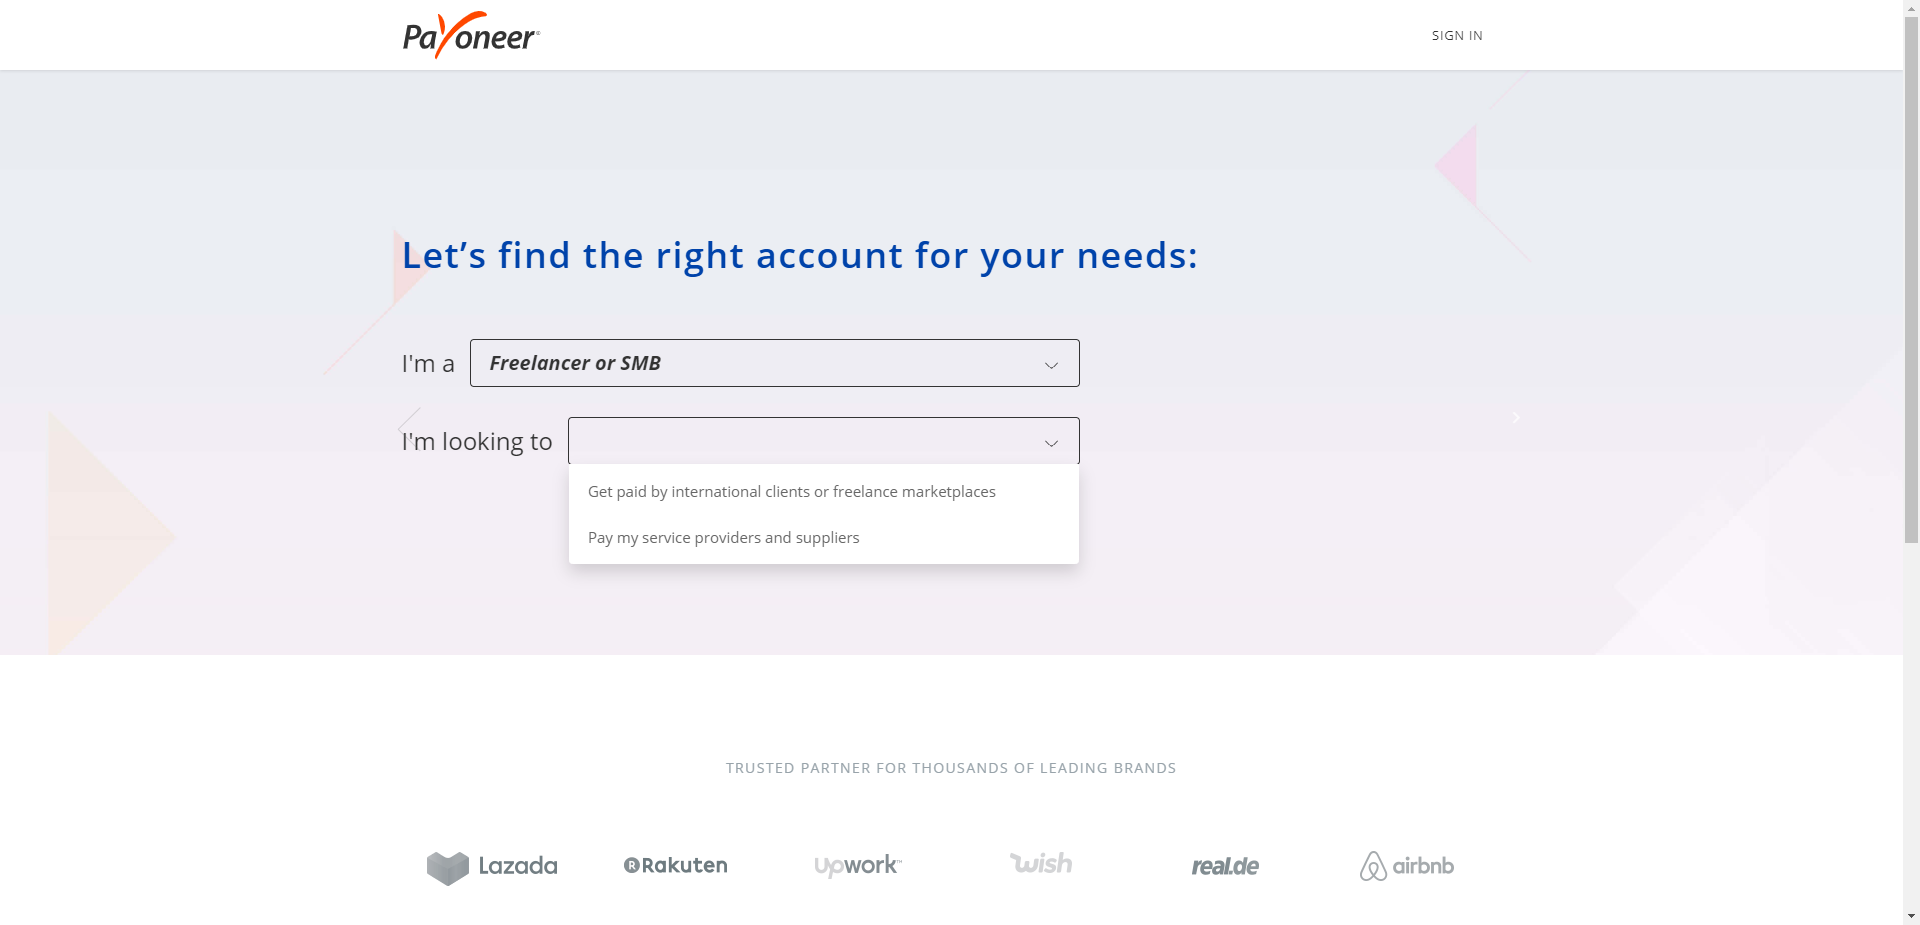 Payoneer®
SIGN IN
Let’s find the right account for your needs:
I'm a
Freelancer or SMB
I'm looking to
Get paid by international clients or freelance marketplaces
Pay my service providers and suppliers
TRUSTED PARTNER FOR THOUSANDS OF LEADING BRANDS
Lazada
R Rakuten
Upwork™
wish
real.de
airbnb